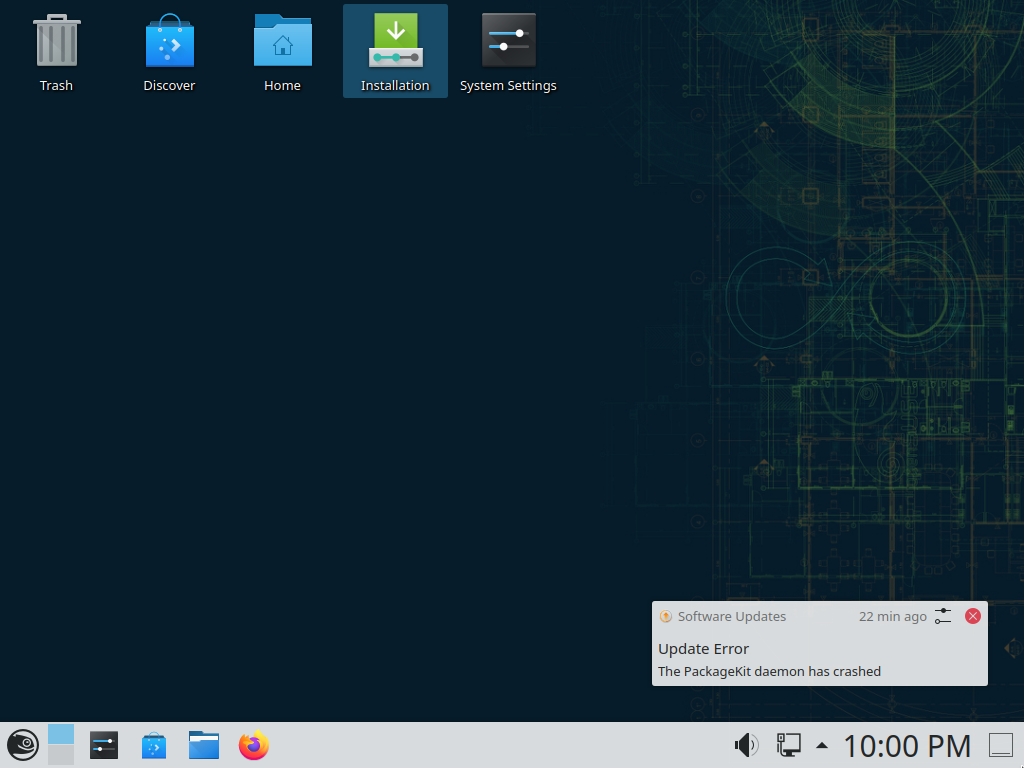 Trash
Discover
Home
Installation
System Settings
Software Updates
22 min ago
Update Error
The PackageKit daemon has crashed
10:00 PM